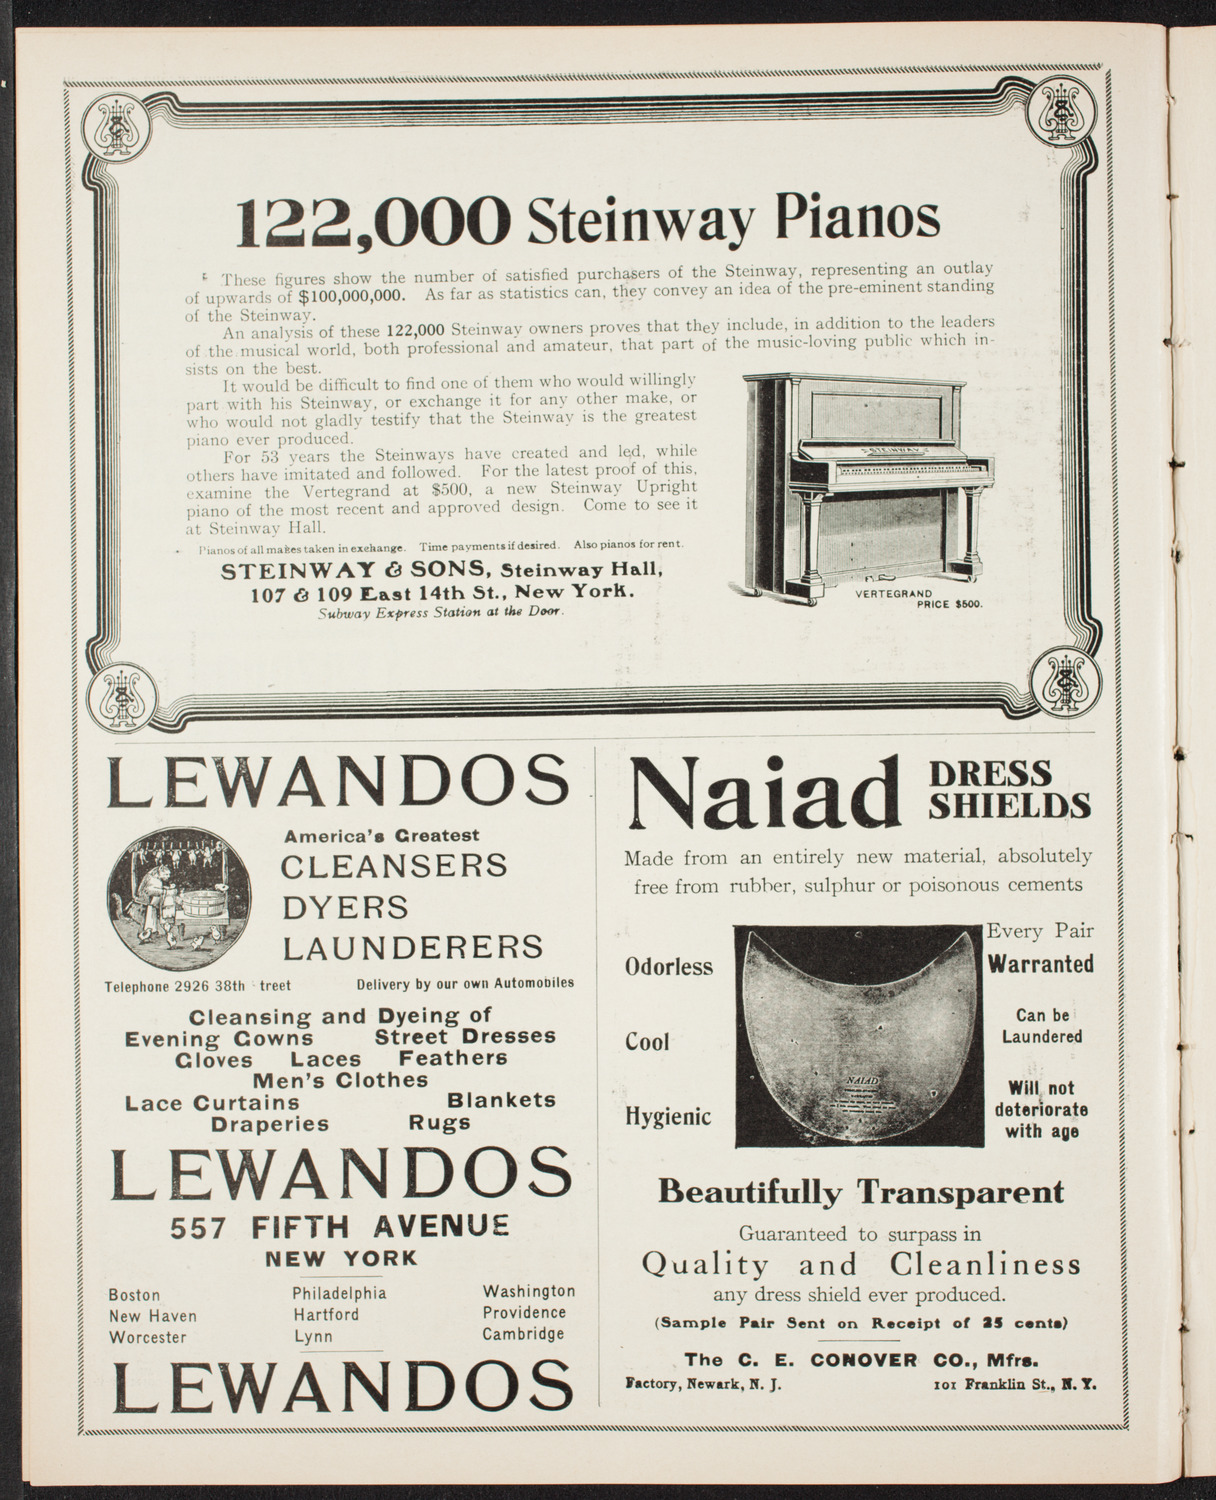 122,000 Steinway Pianos
These figures show the number of satisfied purchasers of the Steinway, representing an outlay
of upwards of $100,000,000. As far as statistics can, they convey an idea of the pre-eminent standing
of the Steinway.
An analysis of these 122,000 Steinway owners proves that they include, in addition to the leaders
of the musical world, both professional and amateur, that part of the music-loving public which in-
sists on the best.
It would be difficult to find one of them who would willingly
part with his Steinway, or exchange it for any other make, or
who would not gladly testify that the Steinway is the greatest
piano ever produced.
For 53 years the Steinways have created and led, while
others have imitated and followed. For the latest proof of this,
examine the Vertegrand at $500, a new Steinway Upright
piano of the most recent and approved design. Come to see it
at Steinway Hall.
Pianos of all makes taken in exchange. Time payments if desired. Also pianos for rent.
STEINWAY & SONS, Steinway Hall,
107 & 109 East 14th St., New York.
Subway Express Station at the Door.
STEINWAY
VERTEGRAND
PRICE $500.
LEWANDOS
America's Greatest
CLEANSERS
DYERS
LAUNDERERS
Telephone 2926 38th treet Delivery by our own Automobiles
Cleansing and Dyeing of
Evening Gowns Street Dresses
Gloves Laces Feathers
Men's Clothes
Lace Curtains Blankets
Draperies Rugs
LEWANDOS
557 FIFTH AVENUE
NEW YORK
Boston Philadelphia Washington
New Haven Hartford Providence
Worcester Lynn Cambridge
LEWANDOS
Naiad DRESS
SHIELDS
Made from an entirely new material, absolutely
free from rubber, sulphur or poisonous cements
Odorless
Cool
Hygienic
NAIAD
Every Pair
Warranted
Can be
Laundered
Will not
deteriorate
with age
Beautifully Transparent
Guaranteed to surpass in
Quality and Cleanliness
any dress shield ever produced.
(Sample Pair Sent on Receipt of 25 cents)
The C. E. CONOVER CO., Mfrs.
Factory, Newark, N. J. 101 Franklin St., N. Y.